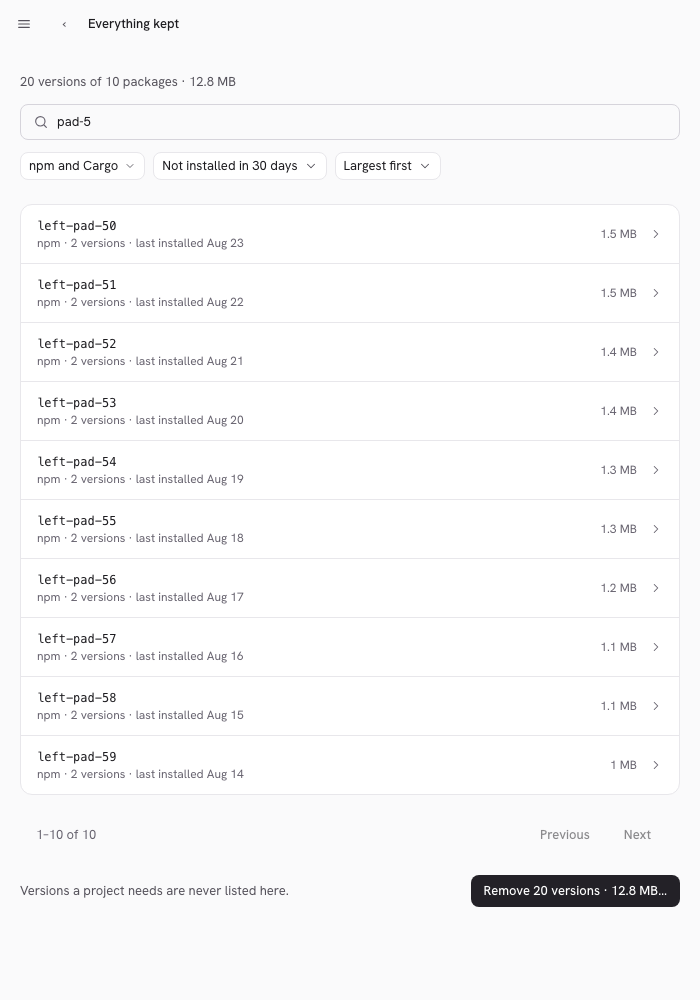 Everything kept
20 versions of 10 packages · 12.8 MB
pad-5
npm and Cargo
Not installed in 30 days
Largest first
left-pad-50
npm · 2 versions · last installed Aug 23
1.5 MB
left-pad-51
npm · 2 versions · last installed Aug 22
1.5 MB
left-pad-52
npm · 2 versions · last installed Aug 21
1.4 MB
left-pad-53
npm · 2 versions · last installed Aug 20
1.4 MB
left-pad-54
npm · 2 versions · last installed Aug 19
1.3 MB
left-pad-55
npm · 2 versions · last installed Aug 18
1.3 MB
left-pad-56
npm · 2 versions · last installed Aug 17
1.2 MB
left-pad-57
npm · 2 versions · last installed Aug 16
1.1 MB
left-pad-58
npm · 2 versions · last installed Aug 15
1.1 MB
left-pad-59
npm · 2 versions · last installed Aug 14
1 MB
1–10 of 10
Previous
Next
Versions a project needs are never listed here.
Remove 20 versions · 12.8 MB…